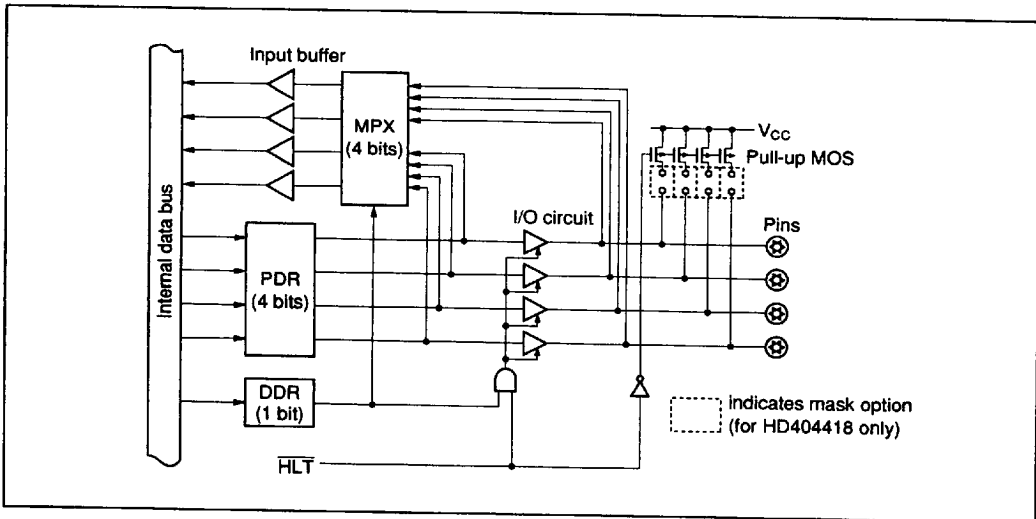 Input buffer
MPX
(4 bits)
VCC
Pull-up MOS
I/O circuit
Pins
Internal data bus
PDR
(4 bits)
DDR
(1 bit)
indicates mask option
(for HD404418 only)
HLT